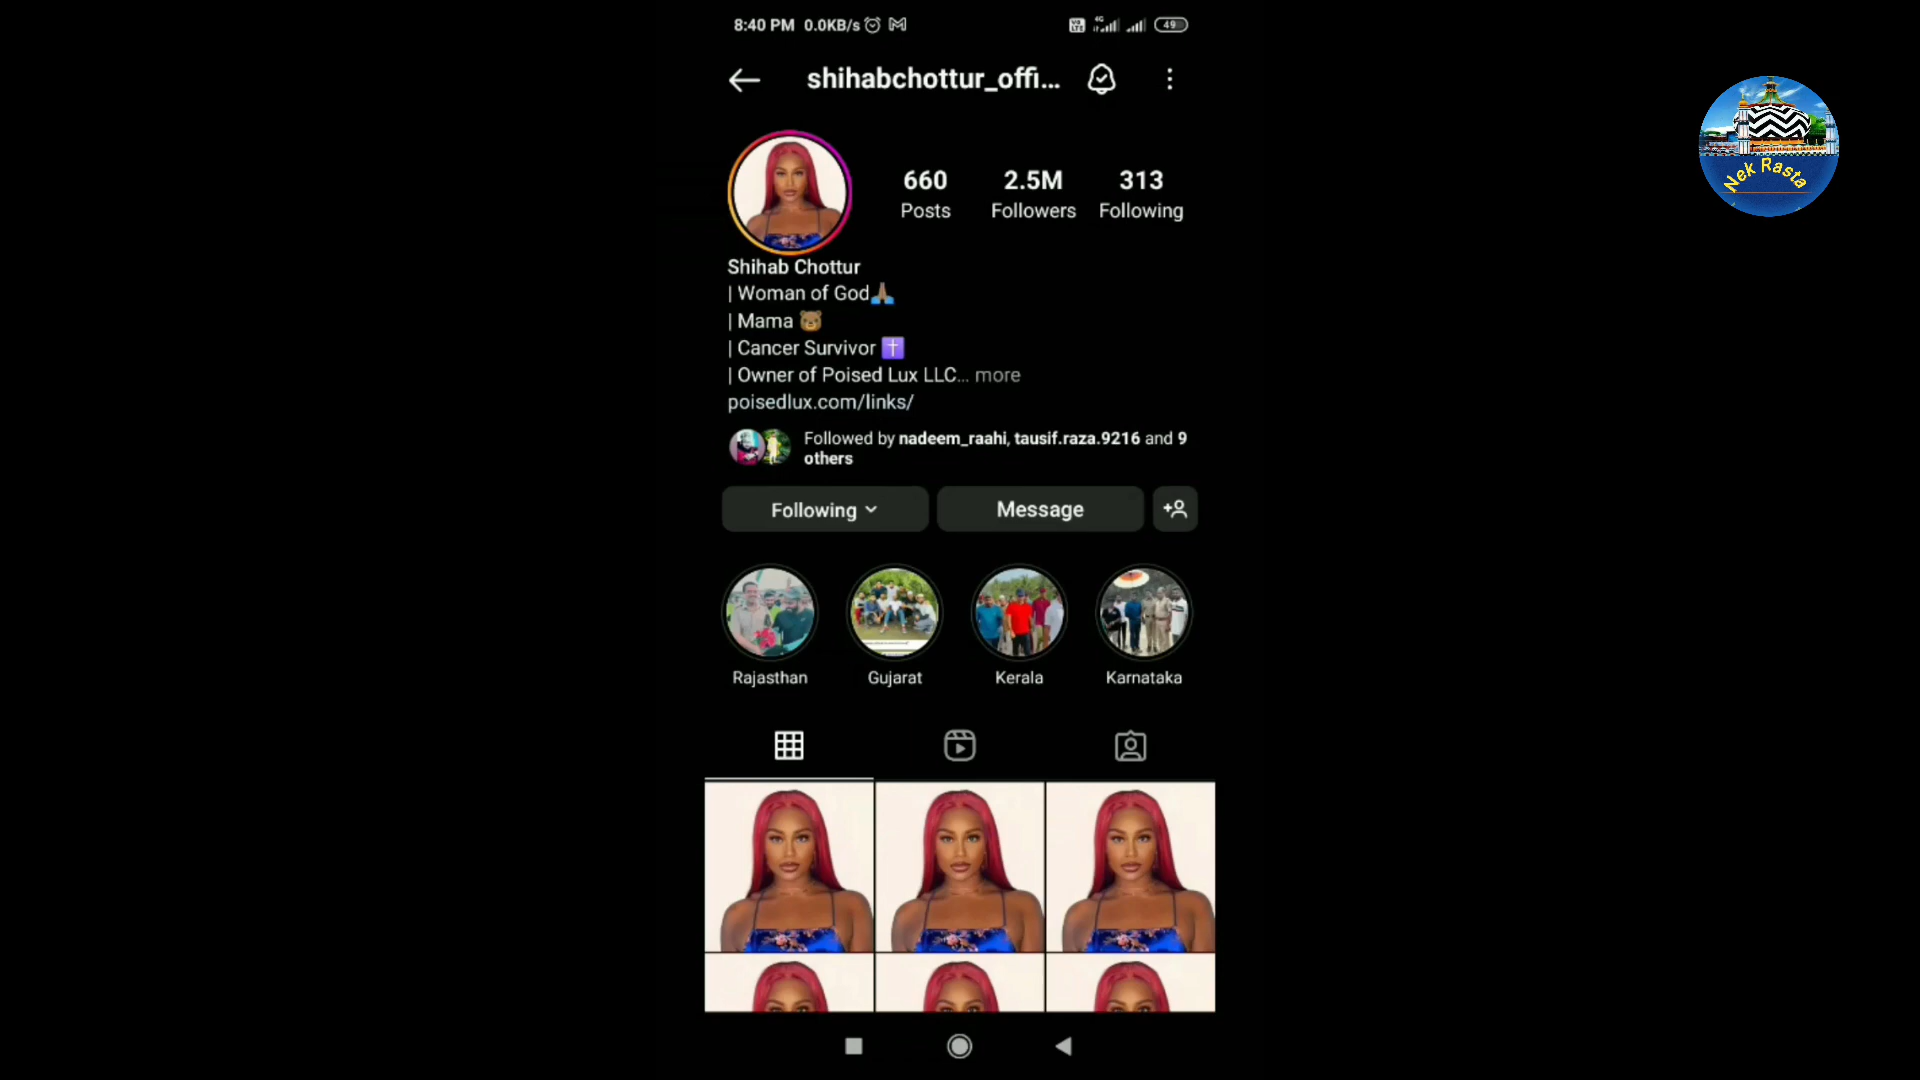 8:40 PM 0.0KB/s
4G
49
shihabchottur_offi...
660
Posts
2.5M
Followers
313
Following
Shihab Chottur
| Woman of God🙏🏾
| Mama 🐻
| Cancer Survivor ✝️
| Owner of Poised Lux LLC... more
poisedlux.com/links/
Followed by nadeem_raahi, tausif.raza.9216 and 9
others
Following
Message
Rajasthan
Gujarat
Kerala
Karnataka
Nek Rasta